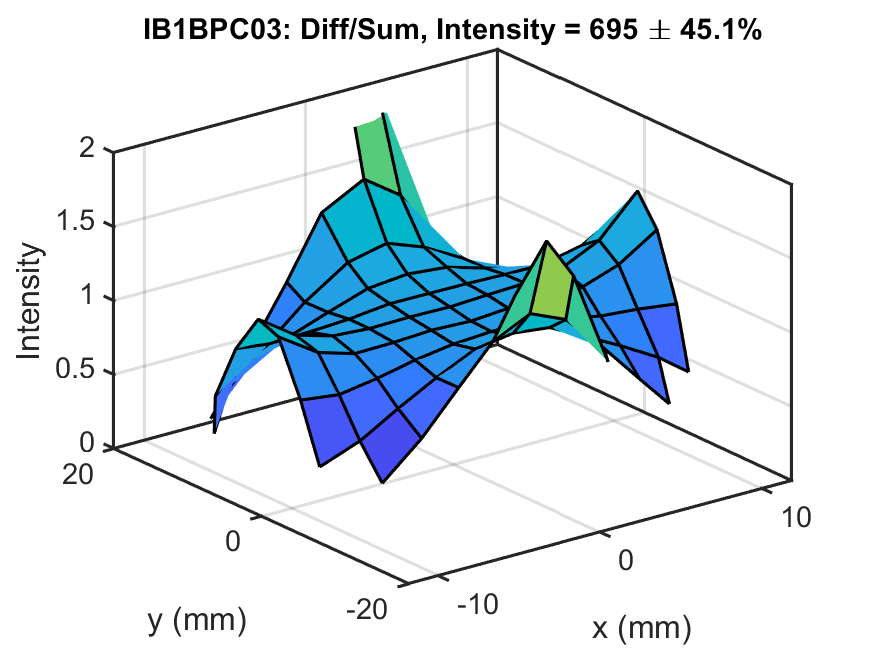 IB1BPC03: Diff/Sum, Intensity = 695 ± 45.1%
2
1.5
1
0.5
0
Intensity
20
0
-20
y (mm)
-10
0
10
x (mm)